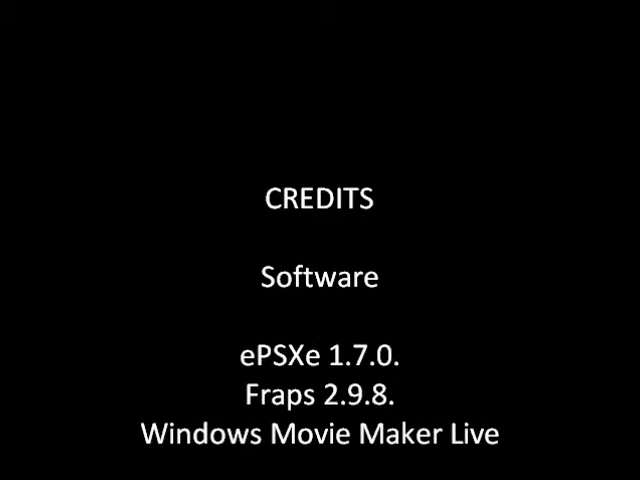 CREDITS
Software
ePSXe 1.7.0.
Fraps 2.9.8.
Windows Movie Maker Live